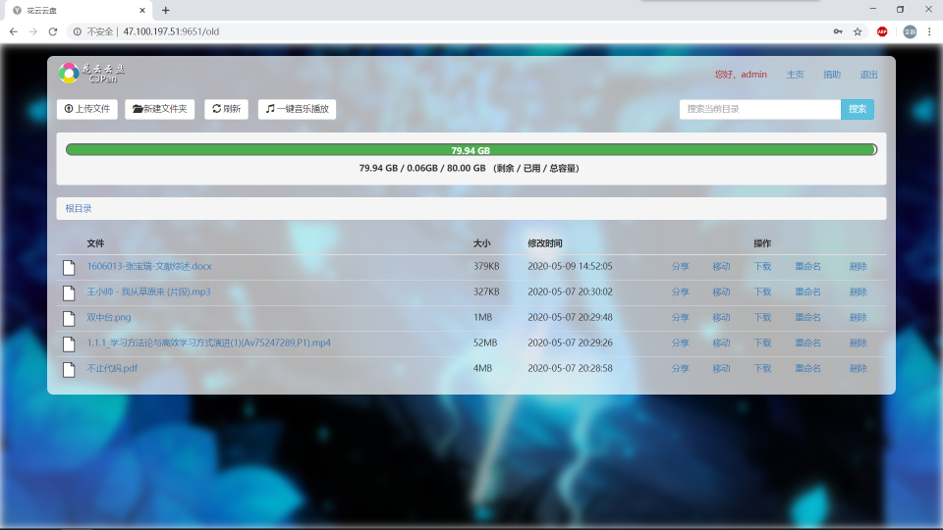 花云云盘
不安全 | 47.100.197.51:9651/old
ABP
花云云盘
CJPan
您好，admin 主页 捐助 退出
上传文件 新建文件夹 刷新 一键音乐播放 搜索当前目录 搜索
79.94 GB
79.94 GB / 0.06GB / 80.00 GB （剩余 / 已用 / 总容量）
根目录
文件 大小 修改时间 操作
1606013-张宝瑞-文献综述.docx 379KB 2020-05-09 14:52:05 分享 移动 下载 重命名 删除
王小帅 - 我从草原来 (片段).mp3 327KB 2020-05-07 20:30:02 分享 移动 下载 重命名 删除
双中台.png 1MB 2020-05-07 20:29:48 分享 移动 下载 重命名 删除
1.1.1_学习方法论与高效学习方式演进(1)(Av75247289,P1).mp4 52MB 2020-05-07 20:29:26 分享 移动 下载 重命名 删除
不止代码.pdf 4MB 2020-05-07 20:28:58 分享 移动 下载 重命名 删除